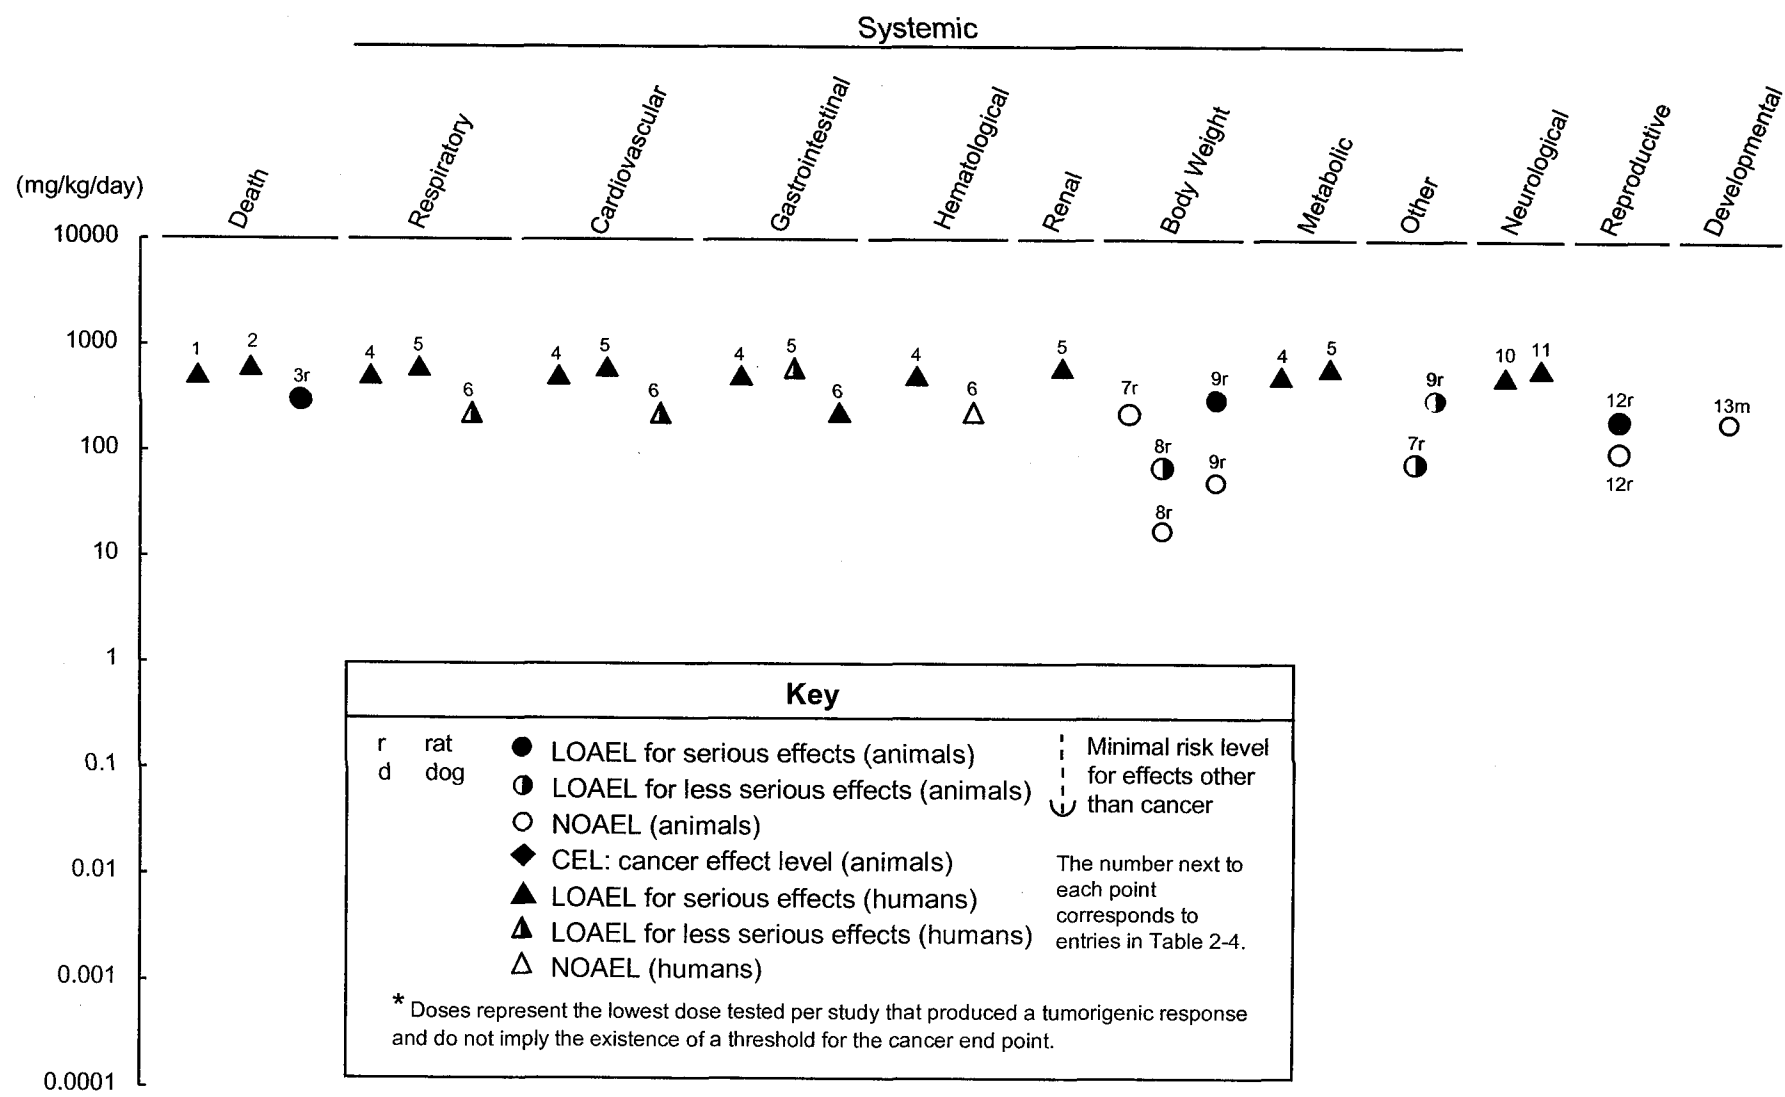 Systemic
(mg/kg/day)
Death
Respiratory
Cardiovascular
Gastrointestinal
Hematological
Renal
Body Weight
Metabolic
Other
Neurological
Reproductive
Developmental
10000
1000
100
10
1
0.1
0.01
0.001
0.0001
1 2 3r
4 5 6
4 5 6
4 5 6
4 6
5
7r 8r 8r 9r 9r
4 5
7r 9r
10 11
12r 12r
13m
Key
r rat
d dog
LOAEL for serious effects (animals)
LOAEL for less serious effects (animals)
NOAEL (animals)
CEL: cancer effect level (animals)
LOAEL for serious effects (humans)
LOAEL for less serious effects (humans)
NOAEL (humans)
Minimal risk level
for effects other
than cancer
The number next to
each point
corresponds to
entries in Table 2-4.
* Doses represent the lowest dose tested per study that produced a tumorigenic response
and do not imply the existence of a threshold for the cancer end point.